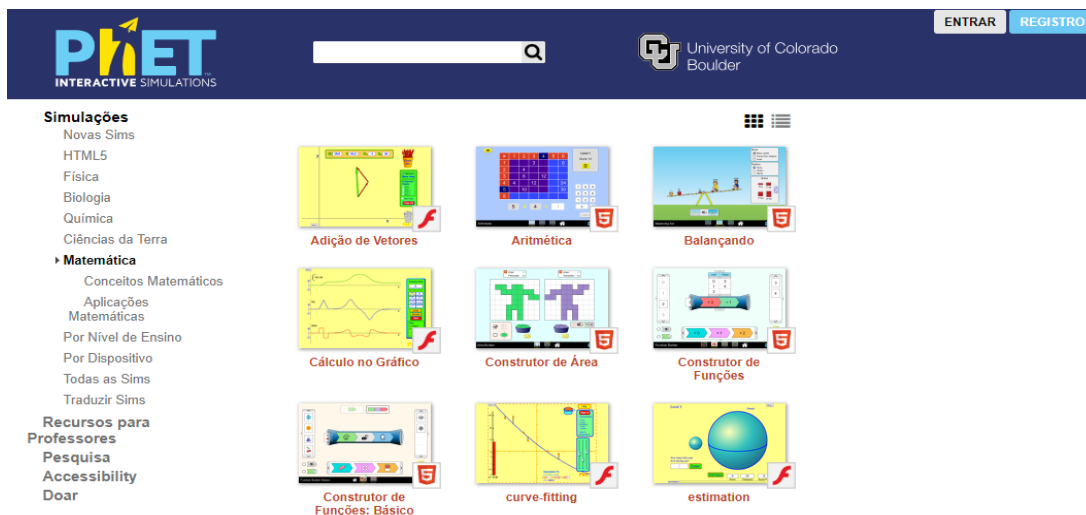 ENTRAR
REGISTRO
PhET
INTERACTIVE SIMULATIONS
University of Colorado
Boulder
Simulações
Novas Sims
HTML5
Física
Biologia
Química
Ciências da Terra
Matemática
Conceitos Matemáticos
Aplicações
Matemáticas
Por Nível de Ensino
Por Dispositivo
Todas as Sims
Traduzir Sims
Recursos para
Professores
Pesquisa
Accessibility
Doar
Adição de Vetores
Aritmética
Balançando
Cálculo no Gráfico
Construtor de Área
Construtor de
Funções
Construtor de
Funções: Básico
curve-fitting
estimation